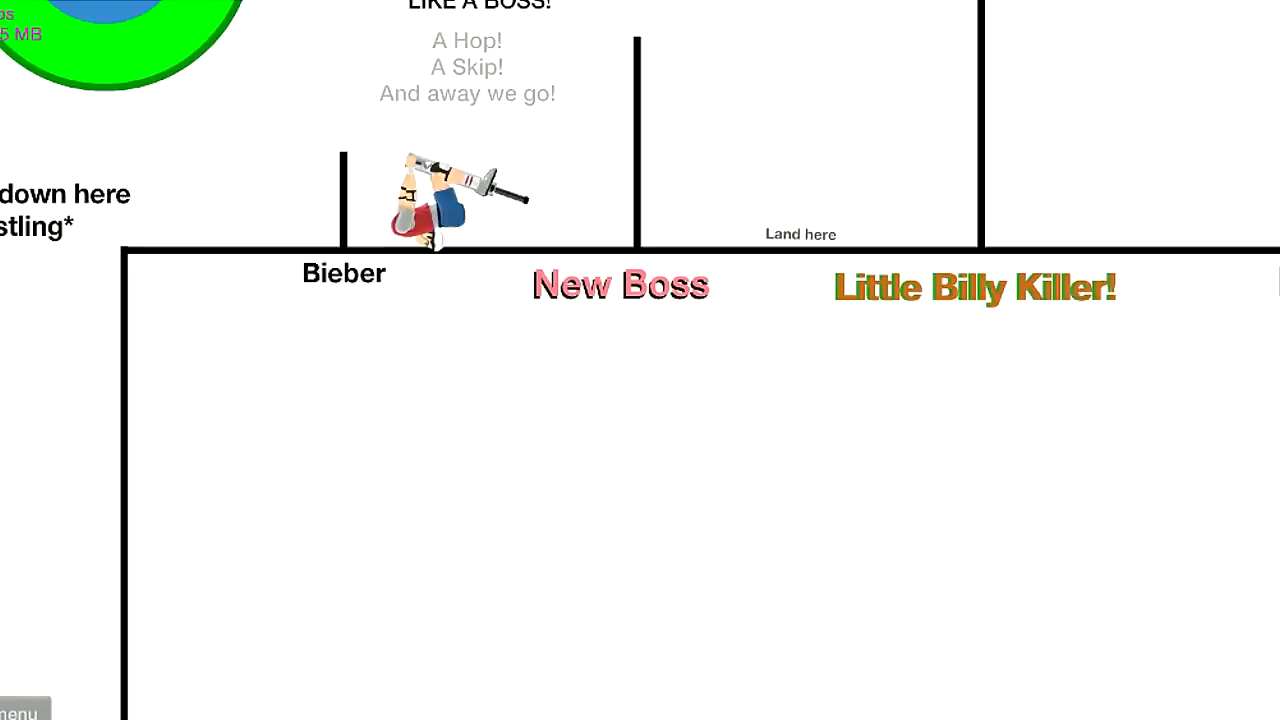 LIKE A BOSS!
5 MB
A Hop!
A Skip!
And away we go!
down here
stling*
Land here
Bieber
New Boss
Little Billy Killer!
menu